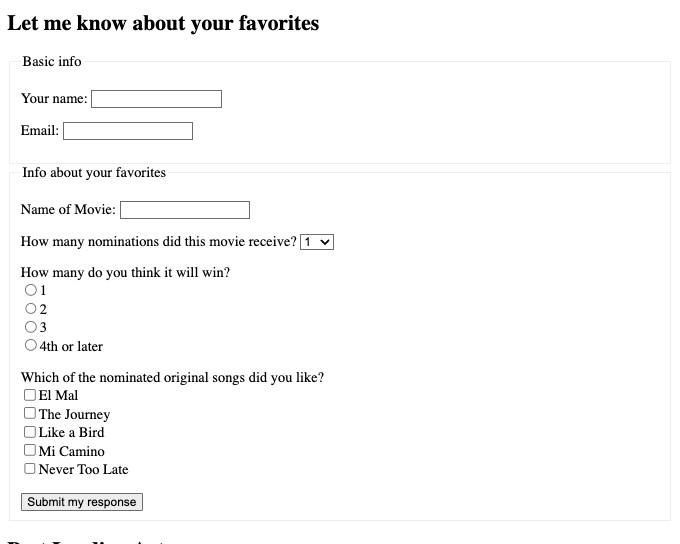 Let me know about your favorites
Basic info
Your name:
Email:
Info about your favorites
Name of Movie:
How many nominations did this movie receive? 1
How many do you think it will win?
1
2
3
4th or later
Which of the nominated original songs did you like?
El Mal
The Journey
Like a Bird
Mi Camino
Never Too Late
Submit my response